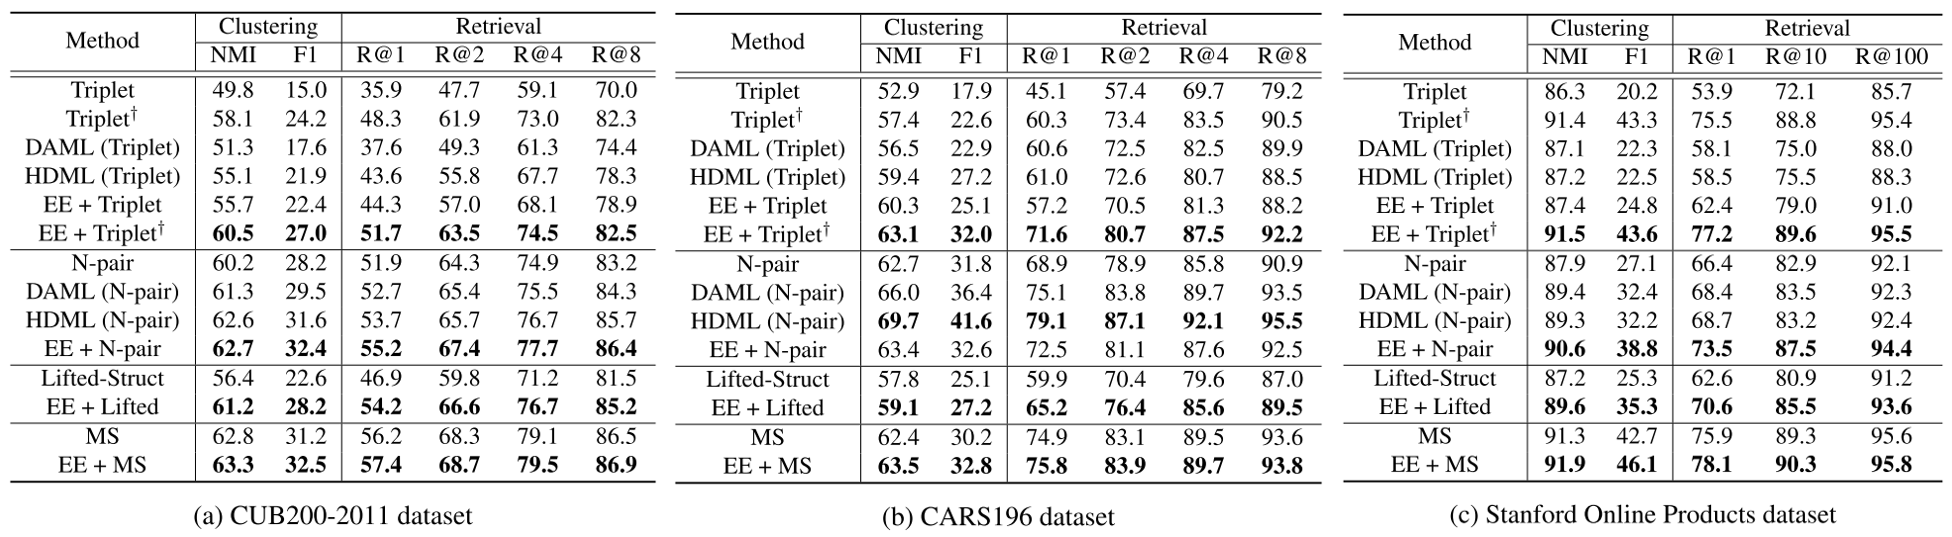 Method Clustering Retrieval
NMI F1 R@1 R@2 R@4 R@8
Triplet 49.8 15.0 35.9 47.7 59.1 70.0
Triplet† 58.1 24.2 48.3 61.9 73.0 82.3
DAML (Triplet) 51.3 17.6 37.6 49.3 61.3 74.4
HDML (Triplet) 55.1 21.9 43.6 55.8 67.7 78.3
EE + Triplet 55.7 22.4 44.3 57.0 68.1 78.9
EE + Triplet† 60.5 27.0 51.7 63.5 74.5 82.5
N-pair 60.2 28.2 51.9 64.3 74.9 83.2
DAML (N-pair) 61.3 29.5 52.7 65.4 75.5 84.3
HDML (N-pair) 62.6 31.6 53.7 65.7 76.7 85.7
EE + N-pair 62.7 32.4 55.2 67.4 77.7 86.4
Lifted-Struct 56.4 22.6 46.9 59.8 71.2 81.5
EE + Lifted 61.2 28.2 54.2 66.6 76.7 85.2
MS 62.8 31.2 56.2 68.3 79.1 86.5
EE + MS 63.3 32.5 57.4 68.7 79.5 86.9
(a) CUB200-2011 dataset
Method Clustering Retrieval
NMI F1 R@1 R@2 R@4 R@8
Triplet 52.9 17.9 45.1 57.4 69.7 79.2
Triplet† 57.4 22.6 60.3 73.4 83.5 90.5
DAML (Triplet) 56.5 22.9 60.6 72.5 82.5 89.9
HDML (Triplet) 59.4 27.2 61.0 72.6 80.7 88.5
EE + Triplet 60.3 25.1 57.2 70.5 81.3 88.2
EE + Triplet† 63.1 32.0 71.6 80.7 87.5 92.2
N-pair 62.7 31.8 68.9 78.9 85.8 90.9
DAML (N-pair) 66.0 36.4 75.1 83.8 89.7 93.5
HDML (N-pair) 69.7 41.6 79.1 87.1 92.1 95.5
EE + N-pair 63.4 32.6 72.5 81.1 87.6 92.5
Lifted-Struct 57.8 25.1 59.9 70.4 79.6 87.0
EE + Lifted 59.1 27.2 65.2 76.4 85.6 89.5
MS 62.4 30.2 74.9 83.1 89.5 93.6
EE + MS 63.5 32.8 75.8 83.9 89.7 93.8
(b) CARS196 dataset
Method Clustering Retrieval
NMI F1 R@1 R@10 R@100
Triplet 86.3 20.2 53.9 72.1 85.7
Triplet† 91.4 43.3 75.5 88.8 95.4
DAML (Triplet) 87.1 22.3 58.1 75.0 88.0
HDML (Triplet) 87.2 22.5 58.5 75.5 88.3
EE + Triplet 87.4 24.8 62.4 79.0 91.0
EE + Triplet† 91.5 43.6 77.2 89.6 95.5
N-pair 87.9 27.1 66.4 82.9 92.1
DAML (N-pair) 89.4 32.4 68.4 83.5 92.3
HDML (N-pair) 89.3 32.2 68.7 83.2 92.4
EE + N-pair 90.6 38.8 73.5 87.5 94.4
Lifted-Struct 87.2 25.3 62.6 80.9 91.2
EE + Lifted 89.6 35.3 70.6 85.5 93.6
MS 91.3 42.7 75.9 89.3 95.6
EE + MS 91.9 46.1 78.1 90.3 95.8
(c) Stanford Online Products dataset